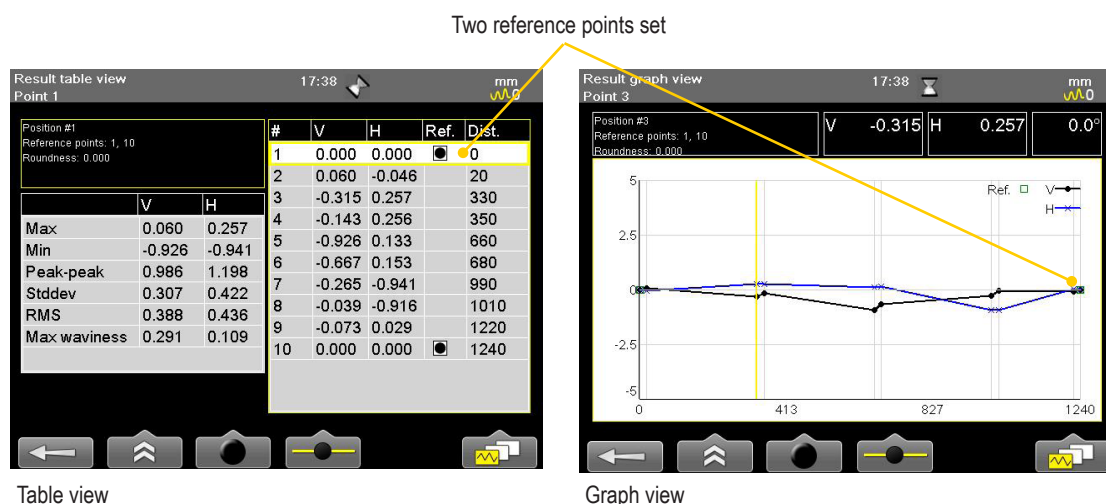 Two reference points set
Result table view 17:38 mm
Point 1 0
Position #1
Reference points: 1, 10
Roundness: 0.000
V H
Max 0.060 0.257
Min -0.926 -0.941
Peak-peak 0.986 1.198
Stddev 0.307 0.422
RMS 0.388 0.436
Max waviness 0.291 0.109
# V H Ref. Dist.
1 0.000 0.000 0
2 0.060 -0.046 20
3 -0.315 0.257 330
4 -0.143 0.256 350
5 -0.926 0.133 660
6 -0.667 0.153 680
7 -0.265 -0.941 990
8 -0.039 -0.916 1010
9 -0.073 0.029 1220
10 0.000 0.000 1240
Table view
Result graph view 17:38 mm
Point 3 0
Position #3
Reference points: 1, 10
Roundness: 0.000
V -0.315 H 0.257 0.0°
Ref. V
H
5
2.5
0
-2.5
-5
0 413 827 1240
Graph view